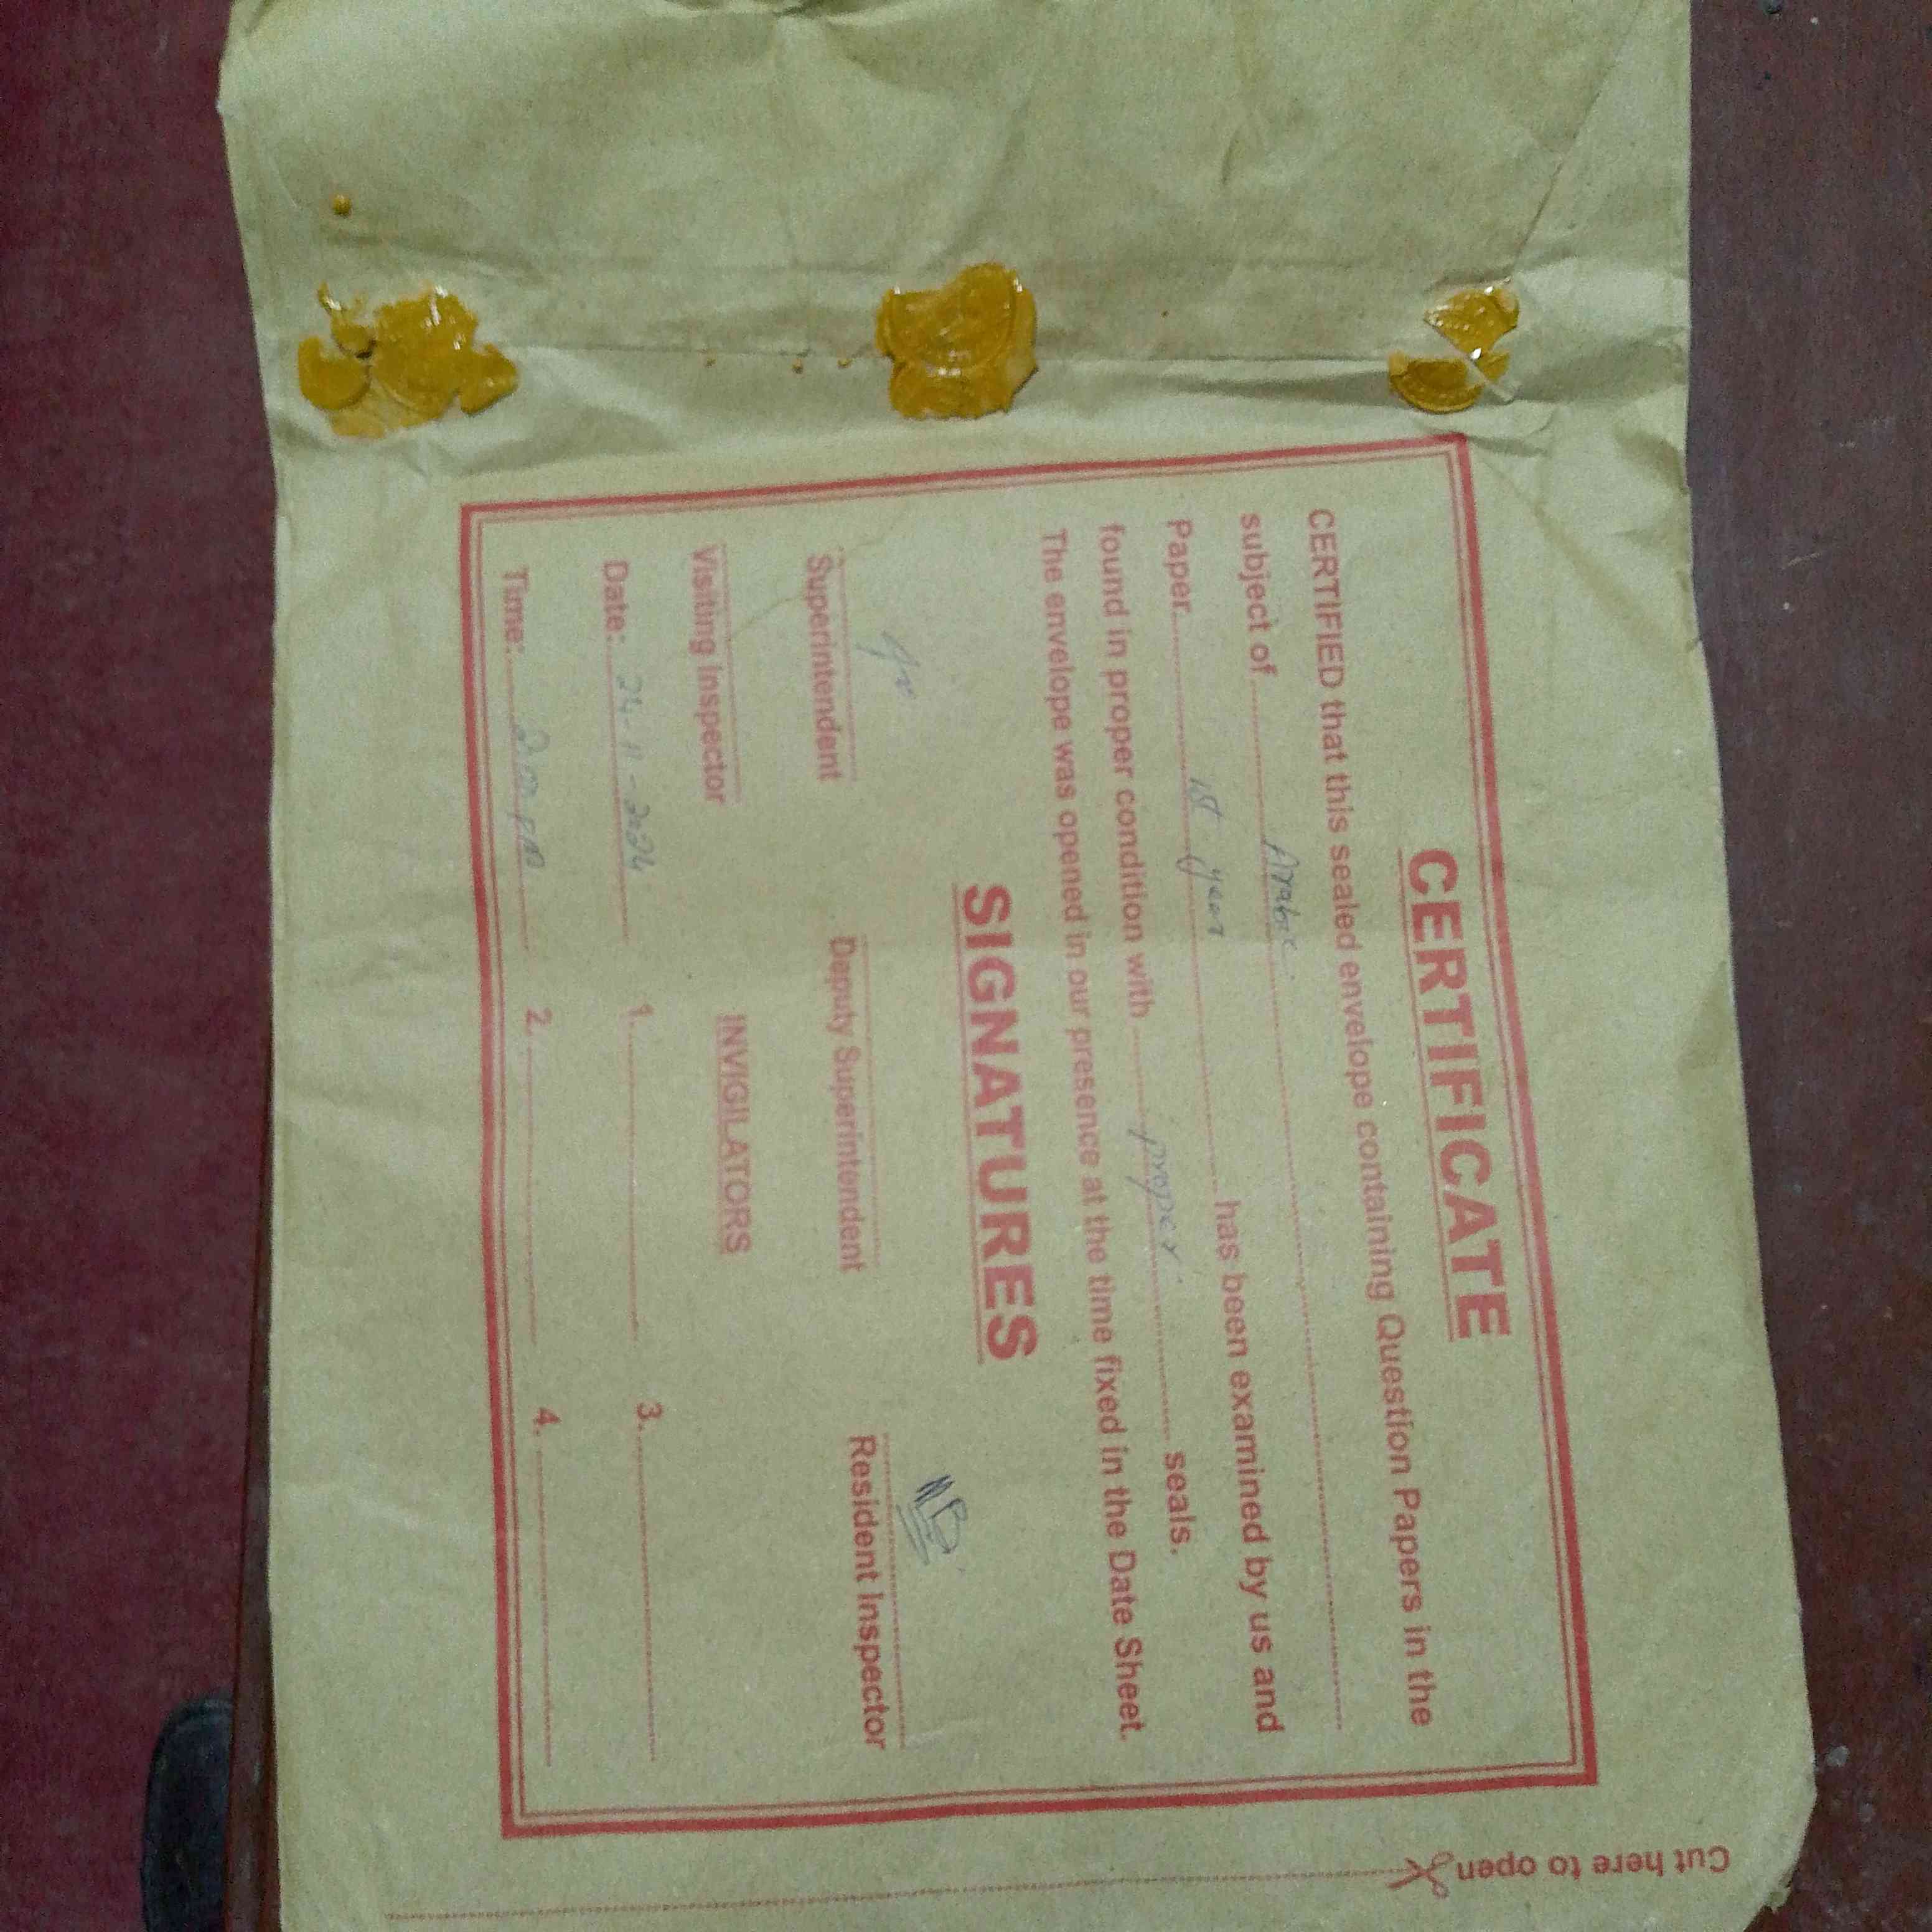 CERTIFICATE
CERTIFIED that this sealed envelope containing Question Papers in the
subject of Arabic
Paper 1st year has been examined by us and
found in proper condition with proper seals.
The envelope was opened in our presence at the time fixed in the Date Sheet.
SIGNATURES
Superintendent Deputy Superintendent Resident Inspector
Visiting Inspector
INVIGILATORS
Date: 24-11-2024 1. 3.
Time: 2:00 PM 2. 4.
Cut here to open